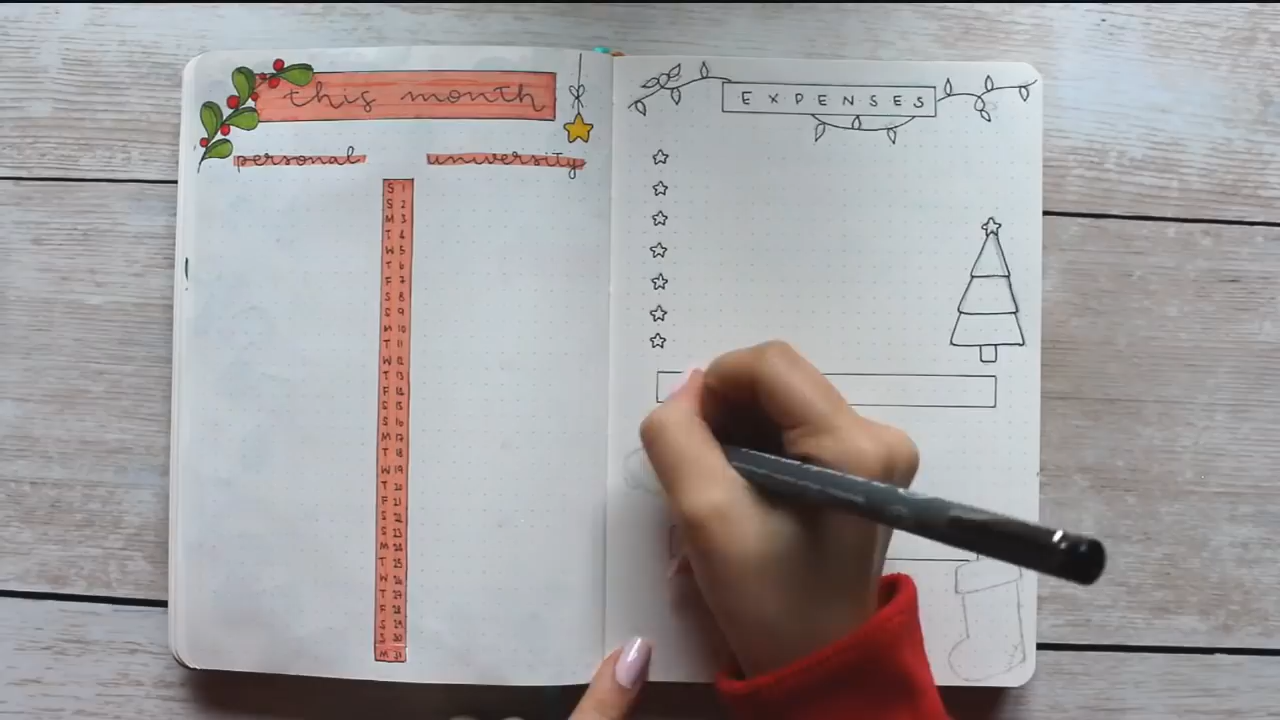 this month
personal university
S 1
S 2
M 3
T 4
W 5
T 6
F 7
S 8
S 9
M 10
T 11
W 12
T 13
F 14
S 15
S 16
M 17
T 18
W 19
T 20
F 21
S 22
S 23
M 24
T 25
W 26
T 27
F 28
S 29
S 30
M 31
EXPENSES